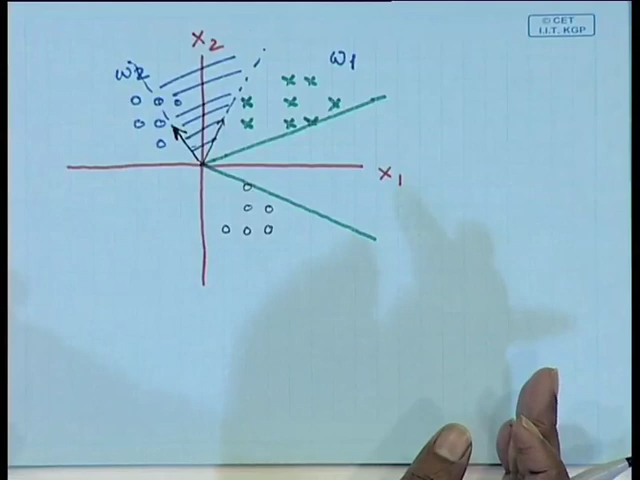 © CET
I.I.T. KGP
X2
ω1
ω2
X1